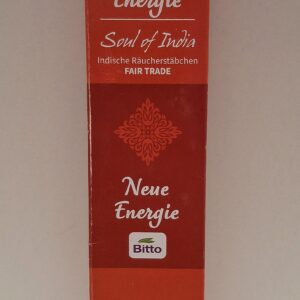 Energie
Soul of India
Indische Räucherstäbchen
FAIR TRADE
Neue
Energie
Bitto